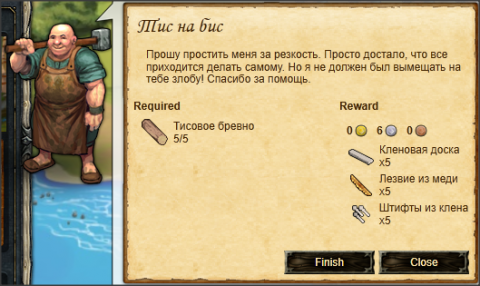 Тис на бис
Прошу простить меня за резкость. Просто достало, что все
приходится делать самому. Но я не должен был вымещать на
тебе злобу! Спасибо за помощь.
Required
Тисовое бревно
5/5
Reward
0 6 0
Кленовая доска
x5
Лезвие из меди
x5
Штифты из клена
x5
Finish
Close